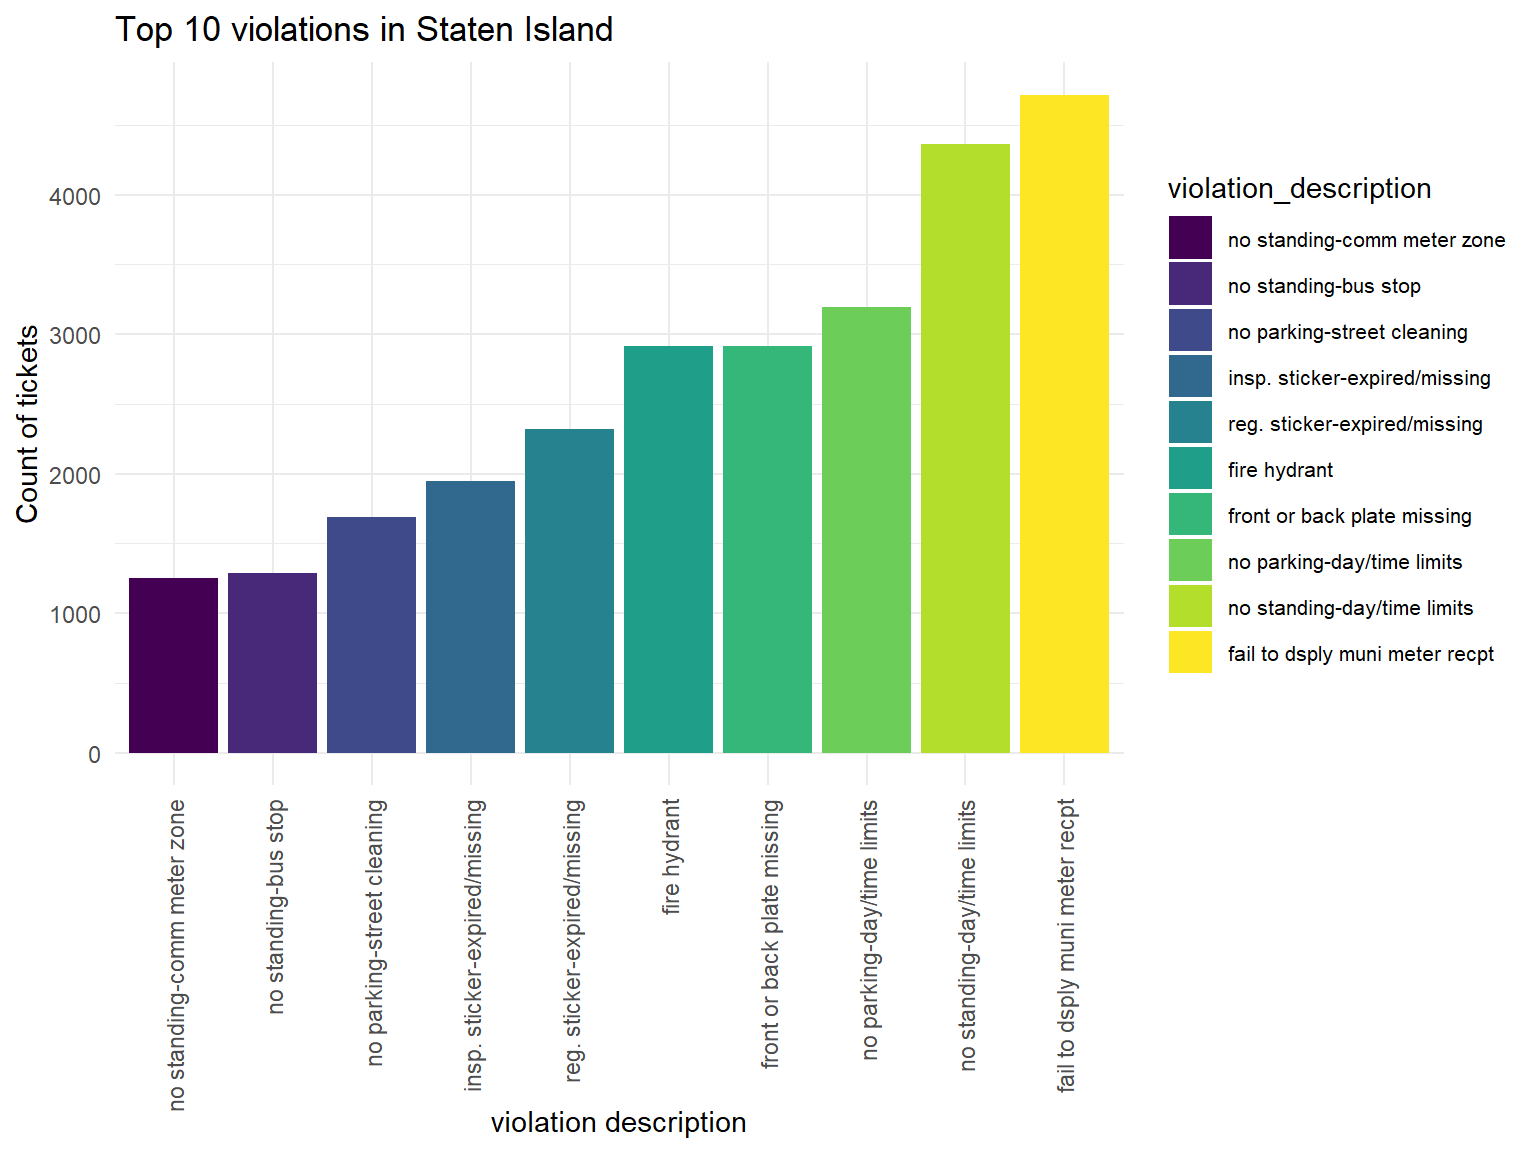 Top 10 violations in Staten Island
Count of tickets
4000
3000
2000
1000
0
no standing-comm meter zone
no standing-bus stop
no parking-street cleaning
insp. sticker-expired/missing
reg. sticker-expired/missing
fire hydrant
front or back plate missing
no parking-day/time limits
no standing-day/time limits
fail to dsply muni meter recpt
violation description
violation_description
no standing-comm meter zone
no standing-bus stop
no parking-street cleaning
insp. sticker-expired/missing
reg. sticker-expired/missing
fire hydrant
front or back plate missing
no parking-day/time limits
no standing-day/time limits
fail to dsply muni meter recpt